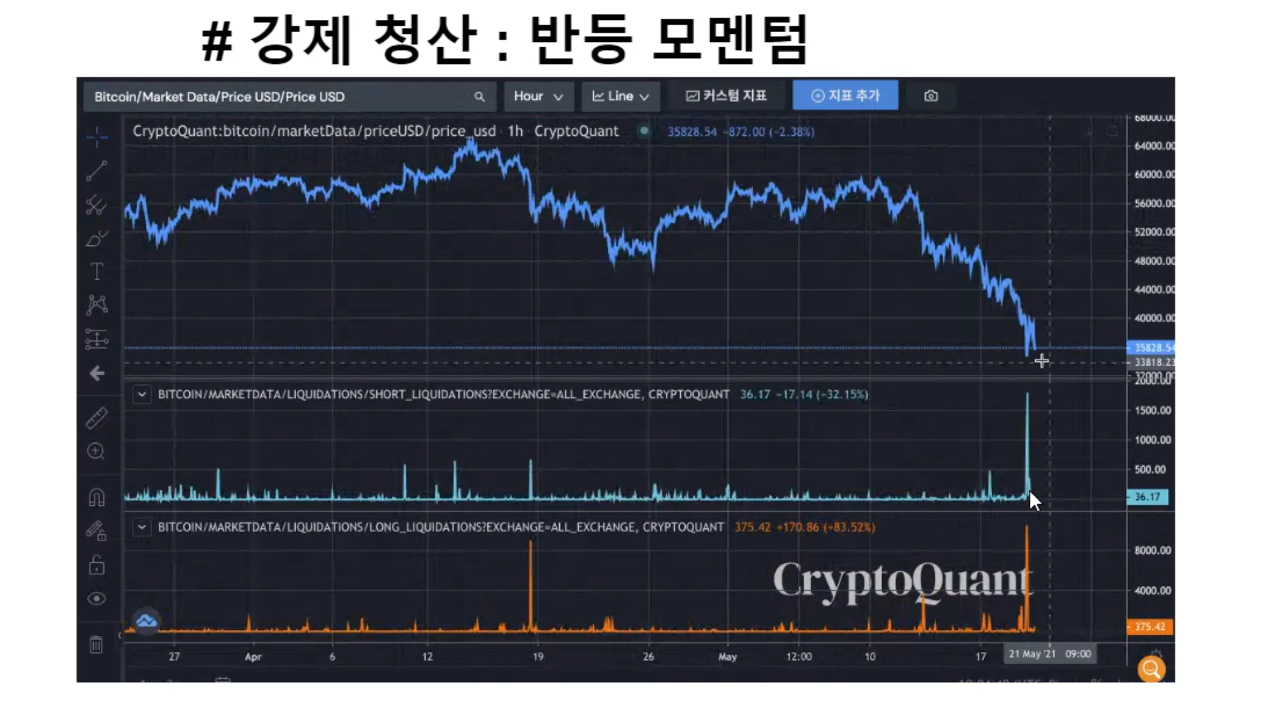 # 강제 청산 : 반등 모멘텀
Bitcoin/Market Data/Price USD/Price USD Hour Line 커스텀 지표 지표 추가
CryptoQuant:bitcoin/marketData/priceUSD/price_usd 1h CryptoQuant 35828.54 -872.00 (-2.38%)
68000.00
64000.00
60000.00
56000.00
52000.00
48000.00
44000.00
40000.00
35828.54
33818.23
32000.00
2000.00
BITCOIN/MARKETDATA/LIQUIDATIONS/SHORT_LIQUIDATIONS?EXCHANGE=ALL_EXCHANGE, CRYPTOQUANT 36.17 -17.14 (-32.15%)
1500.00
1000.00
500.00
36.17
BITCOIN/MARKETDATA/LIQUIDATIONS/LONG_LIQUIDATIONS?EXCHANGE=ALL_EXCHANGE, CRYPTOQUANT 375.42 +170.86 (+83.52%)
8000.00
CryptoQuant
4000.00
375.42
27 Apr 6 12 19 26 May 12:00 10 17 21 May '21 09:00